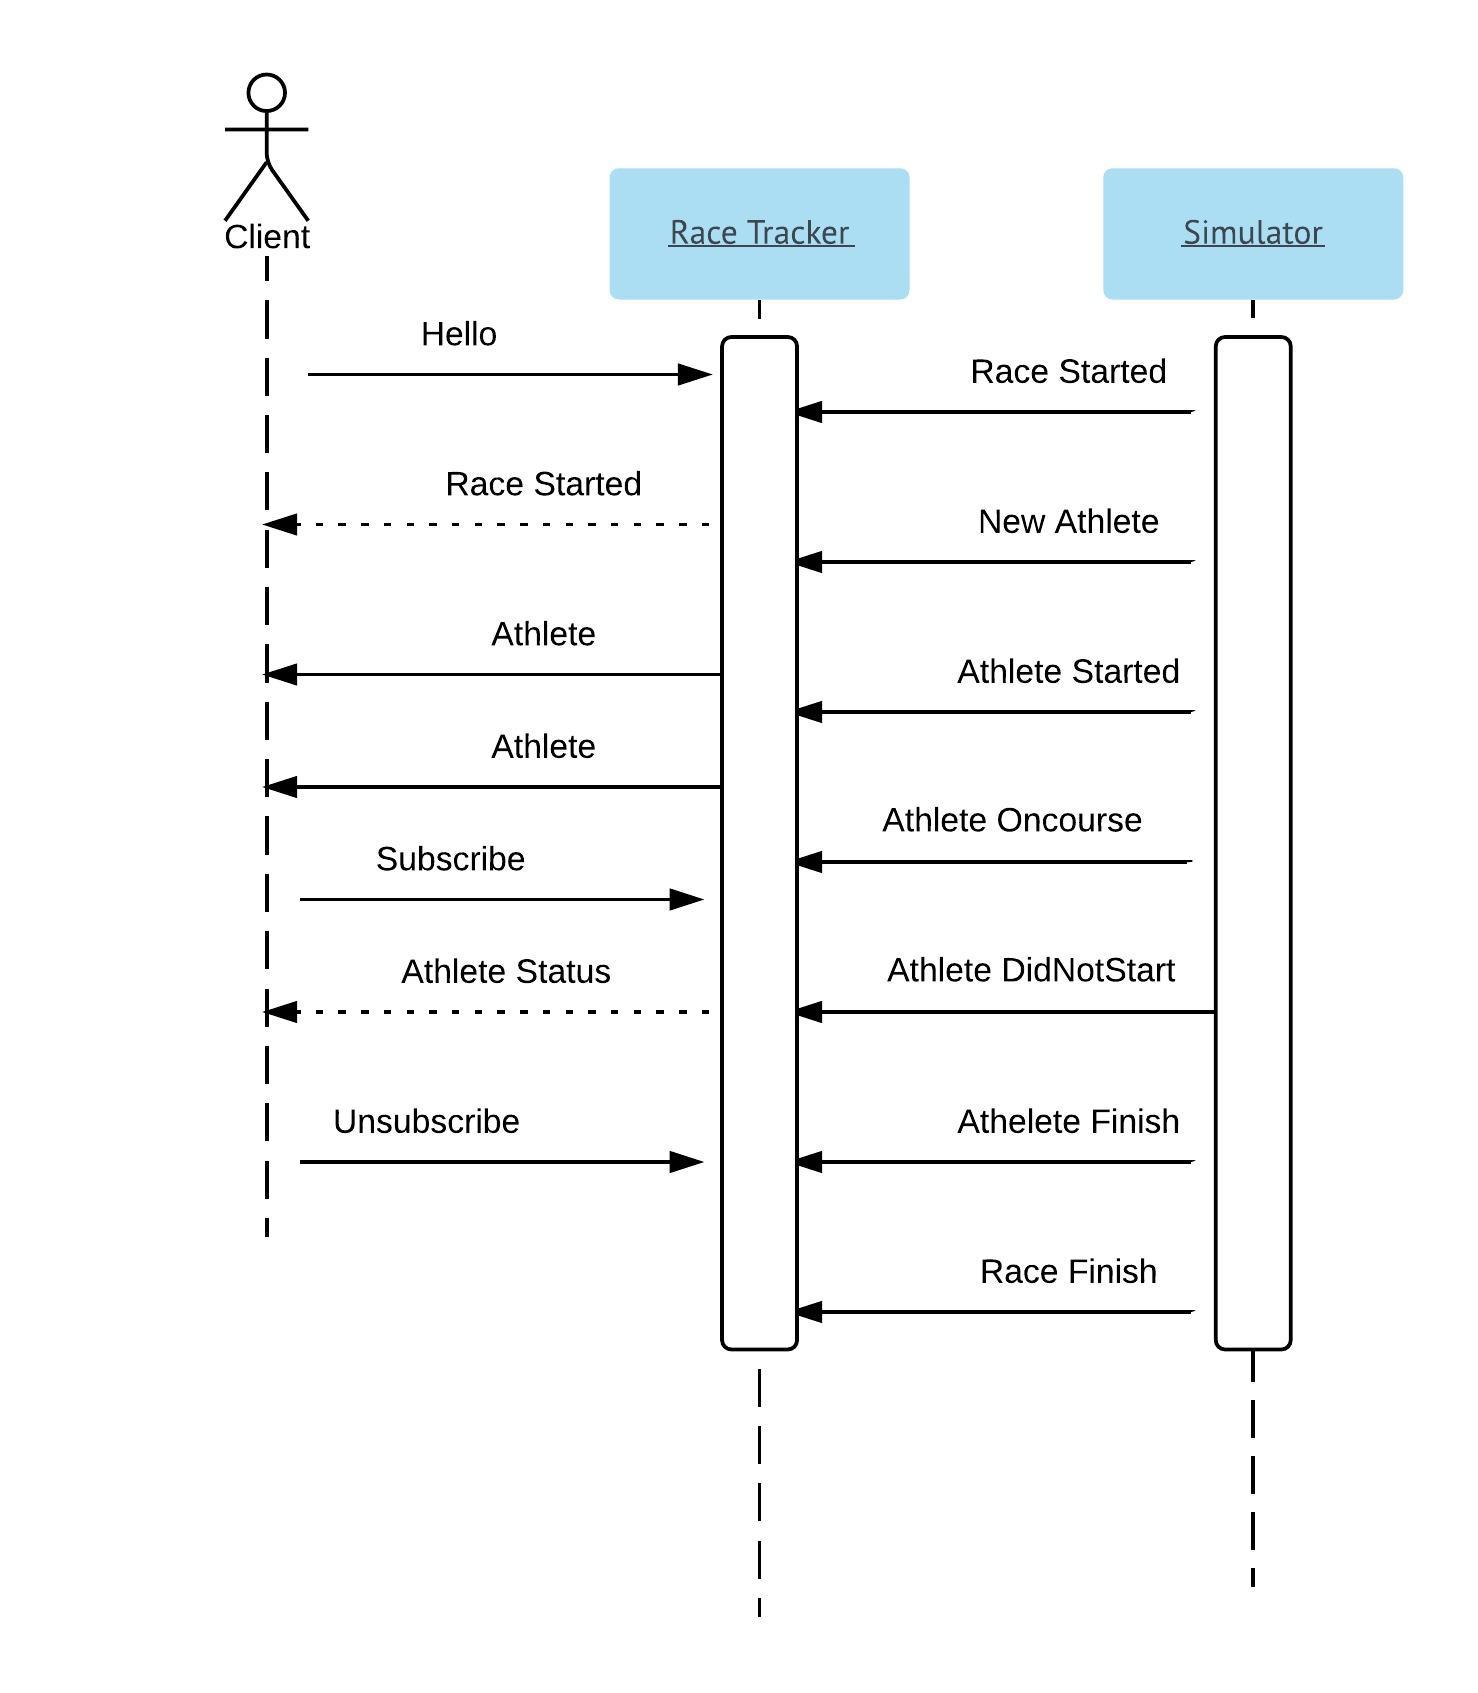 Client
Race Tracker
Simulator
Hello
Race Started
Race Started
New Athlete
Athlete
Athlete Started
Athlete
Athlete Oncourse
Subscribe
Athlete Status
Athlete DidNotStart
Unsubscribe
Athelete Finish
Race Finish